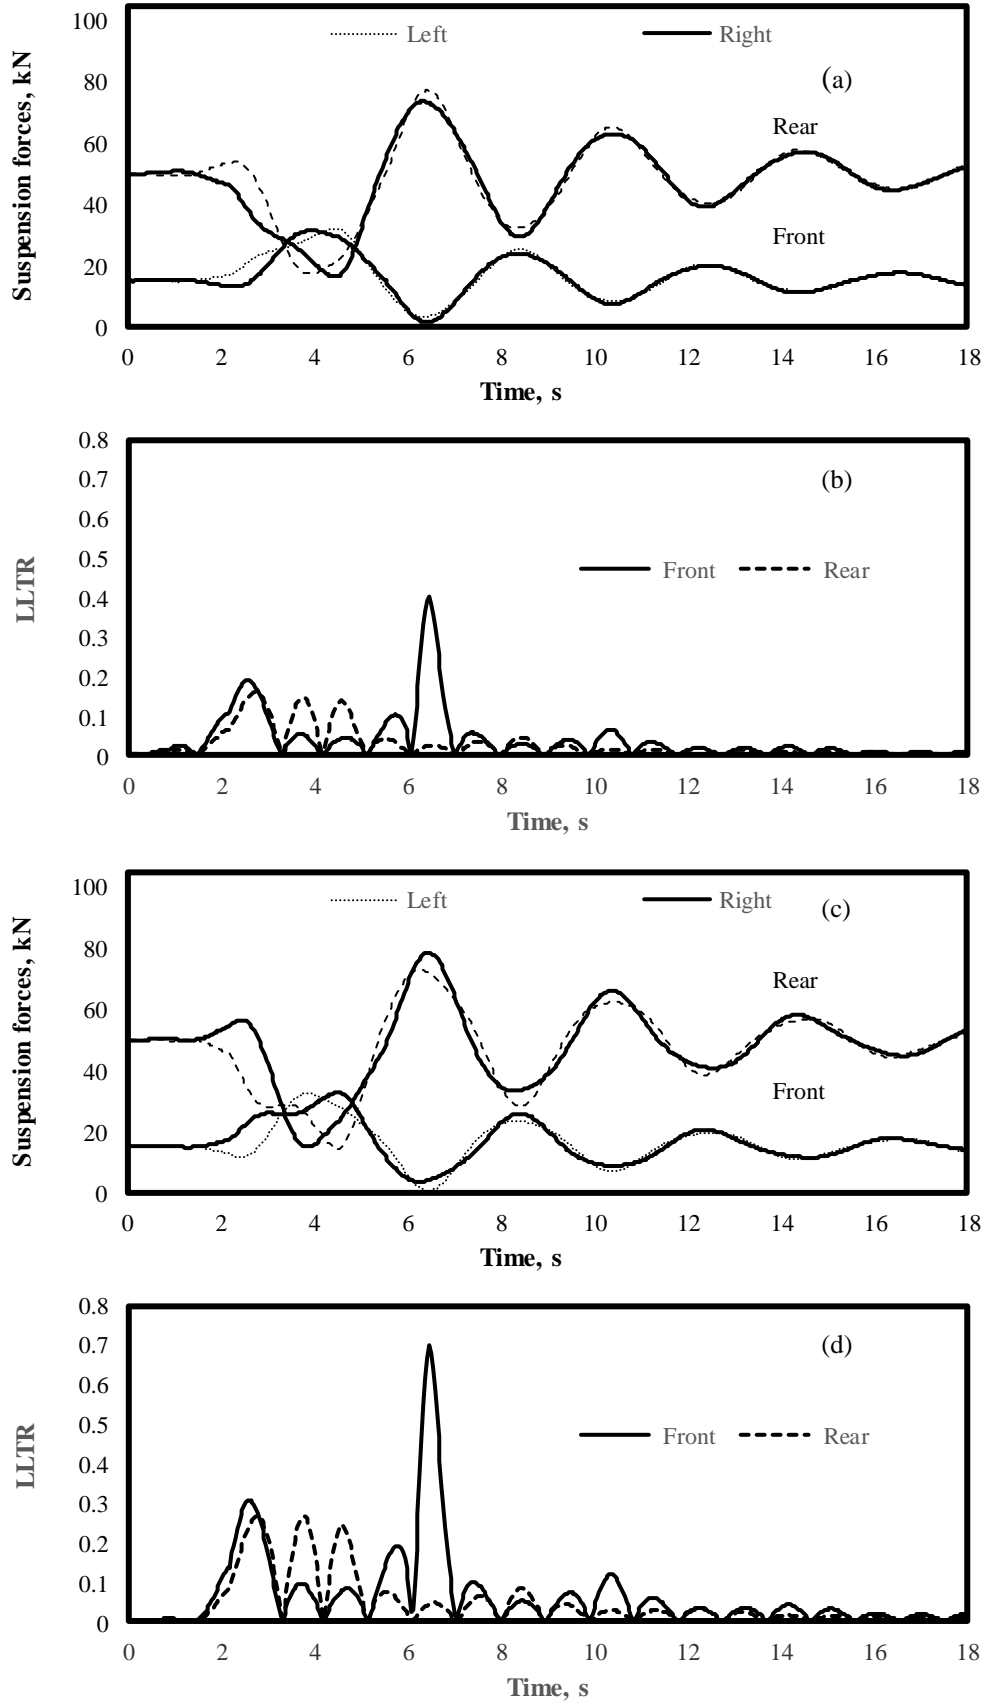 100
Left Right
80
(a)
60
Rear
40
Front
20
0
Suspension forces, kN
0 2 4 6 8 10 12 14 16 18
Time, s
0.8
0.7
(b)
0.6
0.5
Front Rear
0.4
0.3
0.2
0.1
0
LLTR
0 2 4 6 8 10 12 14 16 18
Time, s
100
Left Right (c)
80
Rear
60
40
Front
20
0
Suspension forces, kN
0 2 4 6 8 10 12 14 16 18
Time, s
0.8
0.7
(d)
0.6
0.5
Front Rear
0.4
0.3
0.2
0.1
0
LLTR
0 2 4 6 8 10 12 14 16 18
Time, s